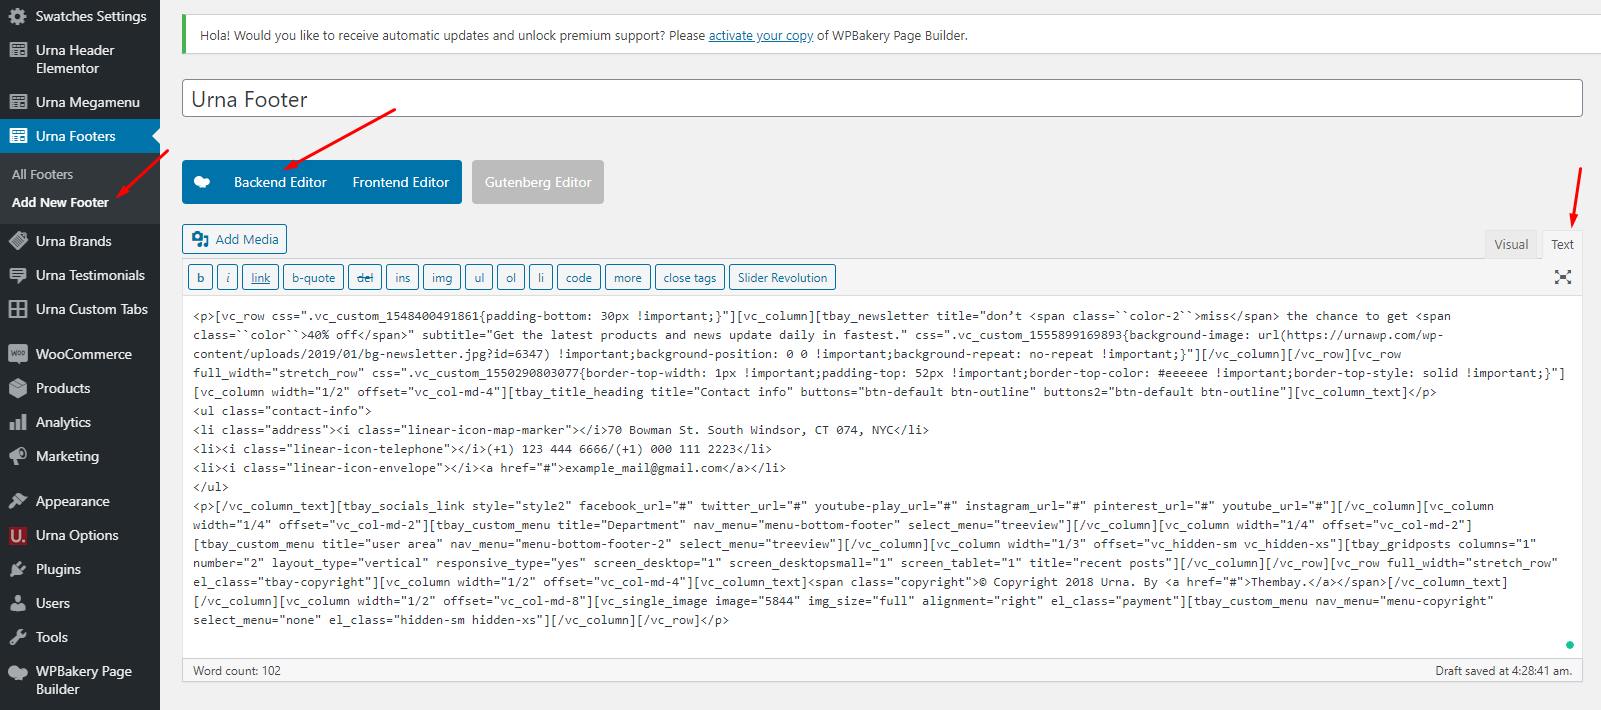 Swatches Settings
Urna Header
Elementor
Urna Megamenu
Urna Footers
All Footers
Add New Footer
Urna Brands
Urna Testimonials
Urna Custom Tabs
WOO WooCommerce
Products
Analytics
Marketing
Appearance
U. Urna Options
Plugins
Users
Tools
WPBakery Page
Builder
Hola! Would you like to receive automatic updates and unlock premium support? Please activate your copy of WPBakery Page Builder.
Urna Footer
Backend Editor Frontend Editor Gutenberg Editor
Add Media
Visual Text
b i link b-quote del ins img ul ol li code more close tags Slider Revolution
<p>[vc_row css=".vc_custom_1548400491861{padding-bottom: 30px !important;}"][vc_column][tbay_newsletter title="don't <span class=``color-2``>miss</span> the chance to get <span
class=``color``>40% off</span>" subtitle="Get the latest products and news update daily in fastest." css=".vc_custom_1555899169893{background-image: url(https://urnawp.com/wp-
content/uploads/2019/01/bg-newsletter.jpg?id=6347) !important;background-position: 0 0 !important;background-repeat: no-repeat !important;}"][/vc_column][/vc_row][vc_row
full_width="stretch_row" css=".vc_custom_1550290803077{border-top-width: 1px !important;padding-top: 52px !important;border-top-color: #eeeeee !important;border-top-style: solid !important;}"]
[vc_column width="1/2" offset="vc_col-md-4"][tbay_title_heading title="Contact info" buttons="btn-default btn-outline" buttons2="btn-default btn-outline"][vc_column_text]</p>
<ul class="contact-info">
<li class="address"><i class="linear-icon-map-marker"></i>70 Bowman St. South Windsor, CT 074, NYC</li>
<li><i class="linear-icon-telephone"></i>(+1) 123 444 6666/(+1) 000 111 2223</li>
<li><i class="linear-icon-envelope"></i><a href="#">example_mail@gmail.com</a></li>
</ul>
<p>[/vc_column_text][tbay_socials_link style="style2" facebook_url="#" twitter_url="#" youtube-play_url="#" instagram_url="#" pinterest_url="#" youtube_url="#"][/vc_column][vc_column
width="1/4" offset="vc_col-md-2"][tbay_custom_menu title="Department" nav_menu="menu-bottom-footer" select_menu="treeview"][/vc_column][vc_column width="1/4" offset="vc_col-md-2"]
[tbay_custom_menu title="user area" nav_menu="menu-bottom-footer-2" select_menu="treeview"][/vc_column][vc_column width="1/3" offset="vc_hidden-sm vc_hidden-xs"][tbay_gridposts columns="1"
number="2" layout_type="vertical" responsive_type="yes" screen_desktop="1" screen_desktopsmall="1" screen_tablet="1" title="recent posts"][/vc_column][/vc_row][vc_row full_width="stretch_row"
el_class="tbay-copyright"][vc_column width="1/2" offset="vc_col-md-4"][vc_column_text]<span class="copyright">© Copyright 2018 Urna. By <a href="#">Thembay.</a></span>[/vc_column_text]
[/vc_column][vc_column width="1/2" offset="vc_col-md-8"][vc_single_image image="5844" img_size="full" alignment="right" el_class="payment"][tbay_custom_menu nav_menu="menu-copyright"
select_menu="none" el_class="hidden-sm hidden-xs"][/vc_column][/vc_row]</p>
Word count: 102
Draft saved at 4:28:41 am.